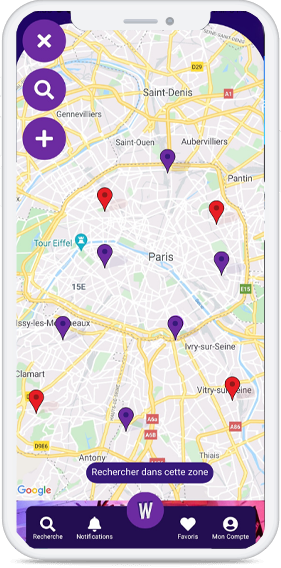 D29
Saint-Denis
A1
Gennevilliers
Saint-Ouen
Aubervilliers
Pantin
Tour Eiffel
Paris
15E
E15
Issy-les-Moulineaux
Ivry-sur-Seine
Clamart
Vitry-sur-Seine
A6a
A86
A6B
D986
Thiais
Antony
Rechercher dans cette zone
Google
W
Recherche
Notifications
Favoris
Mon Compte